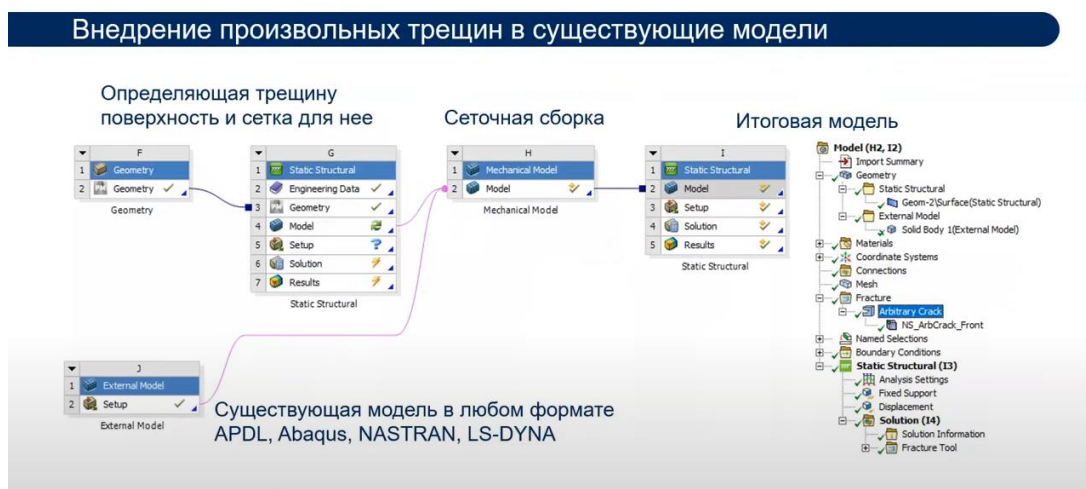 Внедрение произвольных трещин в существующие модели
Определяющая трещину
поверхность и сетка для нее
F
1 Geometry
2 Geometry
Geometry
G
1 Static Structural
2 Engineering Data
3 Geometry
4 Model
5 Setup
6 Solution
7 Results
Static Structural
Сеточная сборка
H
1 Mechanical Model
2 Model
Mechanical Model
I
1 Static Structural
2 Model
3 Setup
4 Solution
5 Results
Static Structural
Итоговая модель
Model (H2, I2)
Import Summary
Geometry
Static Structural
Geom-2\Surface(Static Structural)
External Model
Solid Body 1(External Model)
Materials
Coordinate Systems
Connections
Mesh
Fracture
Arbitrary Crack
NS_ArbCrack_Front
Named Selections
Boundary Conditions
Static Structural (I3)
Analysis Settings
Fixed Support
Displacement
Solution (I4)
Solution Information
Fracture Tool
J
1 External Model
2 Setup
External Model
Существующая модель в любом формате
APDL, Abaqus, NASTRAN, LS-DYNA